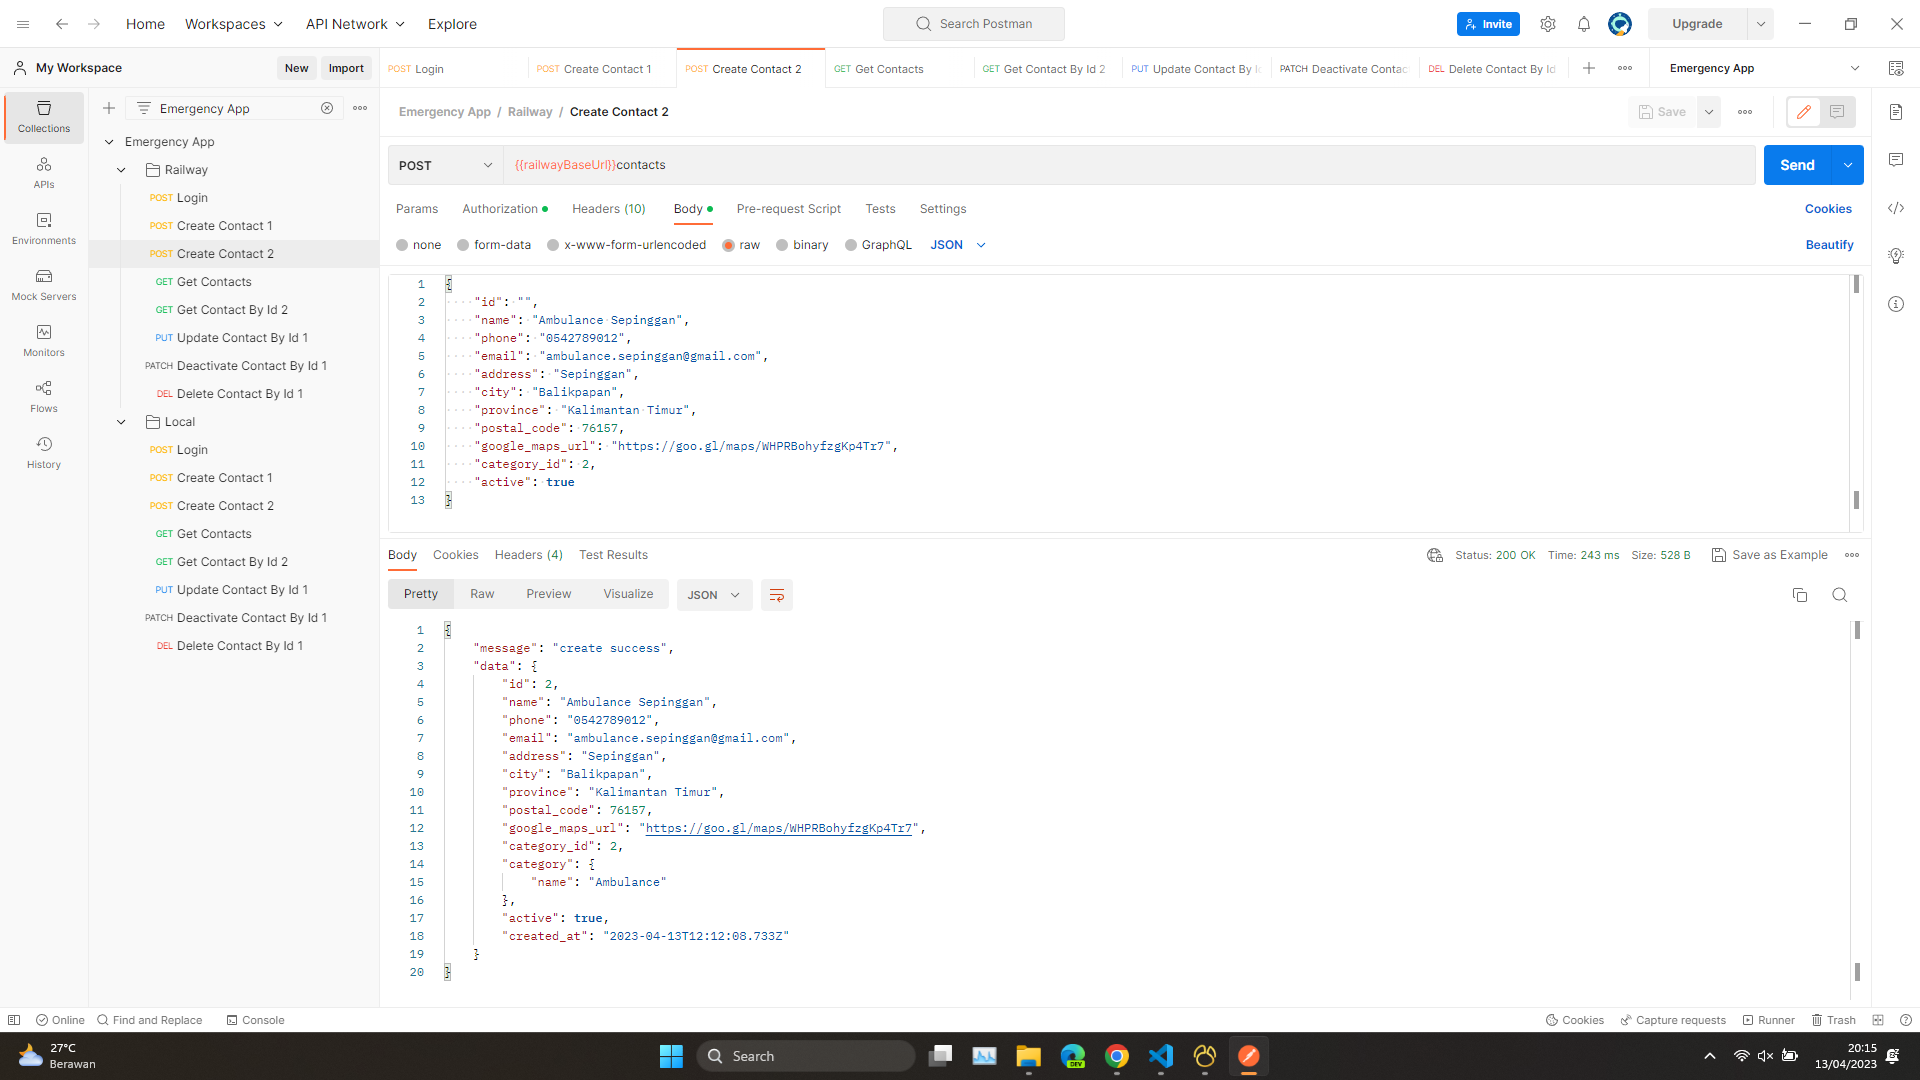 Home
Workspaces
API Network
Explore
Search Postman
Invite
Upgrade
My Workspace
New
Import
POST Login
POST Create Contact 1
POST Create Contact 2
GET Get Contacts
GET Get Contact By Id 2
PUT Update Contact By
PATCH Deactivate Contac
DEL Delete Contact By Id
Emergency App
Collections
APIs
Environments
Mock Servers
Monitors
Flows
History
Emergency App
Emergency App
Railway
POST Login
POST Create Contact 1
POST Create Contact 2
GET Get Contacts
GET Get Contact By Id 2
PUT Update Contact By Id 1
PATCH Deactivate Contact By Id 1
DEL Delete Contact By Id 1
Local
POST Login
POST Create Contact 1
POST Create Contact 2
GET Get Contacts
GET Get Contact By Id 2
PUT Update Contact By Id 1
PATCH Deactivate Contact By Id 1
DEL Delete Contact By Id 1
Emergency App / Railway / Create Contact 2
Save
POST
{{railwayBaseUrl}}contacts
Send
Params
Authorization
Headers (10)
Body
Pre-request Script
Tests
Settings
Cookies
none
form-data
x-www-form-urlencoded
raw
binary
GraphQL
JSON
Beautify
1 {
2 "id": "",
3 "name": "Ambulance Sepinggan",
4 "phone": "0542789012",
5 "email": "ambulance.sepinggan@gmail.com",
6 "address": "Sepinggan",
7 "city": "Balikpapan",
8 "province": "Kalimantan Timur",
9 "postal_code": 76157,
10 "google_maps_url": "https://goo.gl/maps/WHPRBohyfzgKp4Tr7",
11 "category_id": 2,
12 "active": true
13 }
Body
Cookies
Headers (4)
Test Results
Status: 200 OK
Time: 243 ms
Size: 528 B
Save as Example
Pretty
Raw
Preview
Visualize
JSON
1 {
2 "message": "create success",
3 "data": {
4 "id": 2,
5 "name": "Ambulance Sepinggan",
6 "phone": "0542789012",
7 "email": "ambulance.sepinggan@gmail.com",
8 "address": "Sepinggan",
9 "city": "Balikpapan",
10 "province": "Kalimantan Timur",
11 "postal_code": 76157,
12 "google_maps_url": "https://goo.gl/maps/WHPRBohyfzgKp4Tr7",
13 "category_id": 2,
14 "category": {
15 "name": "Ambulance"
16 },
17 "active": true,
18 "created_at": "2023-04-13T12:12:08.733Z"
19 }
20 }
Online
Find and Replace
Console
Cookies
Capture requests
Runner
Trash
27°C
Berawan
Search
DEV
20:15
13/04/2023